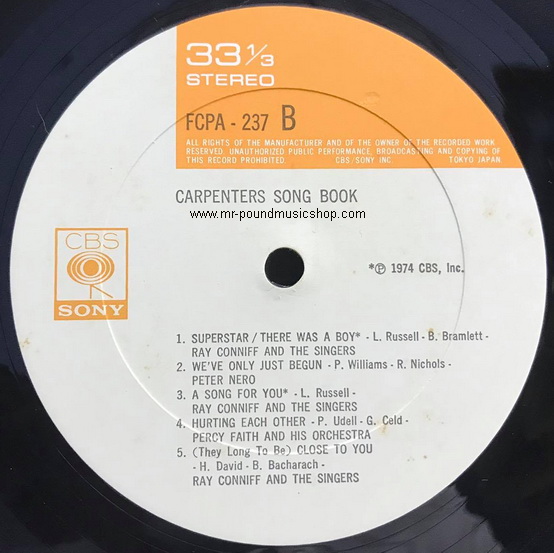 33 1/3
STEREO
FCPA - 237 B
ALL RIGHTS OF THE MANUFACTURER AND OF THE OWNER OF THE RECORDED WORK
RESERVED. UNAUTHORIZED PUBLIC PERFORMANCE, BROADCASTING AND COPYING OF
THIS RECORD PROHIBITED. CBS/SONY INC TOKYO JAPAN
CARPENTERS SONG BOOK
www.mr-poundmusicshop.com
CBS
SONY
*℗ 1974 CBS, Inc.
1. SUPERSTAR / THERE WAS A BOY* - L. Russell - B. Bramlett -
RAY CONNIFF AND THE SINGERS
2. WE'VE ONLY JUST BEGUN - P. Williams - R. Nichols -
PETER NERO
3. A SONG FOR YOU* - L. Russell -
RAY CONNIFF AND THE SINGERS
4. HURTING EACH OTHER - P. Udell - G. Celd -
PERCY FAITH AND HIS ORCHESTRA
5. (They Long To Be) CLOSE TO YOU
- H. David - B. Bacharach -
RAY CONNIFF AND THE SINGERS